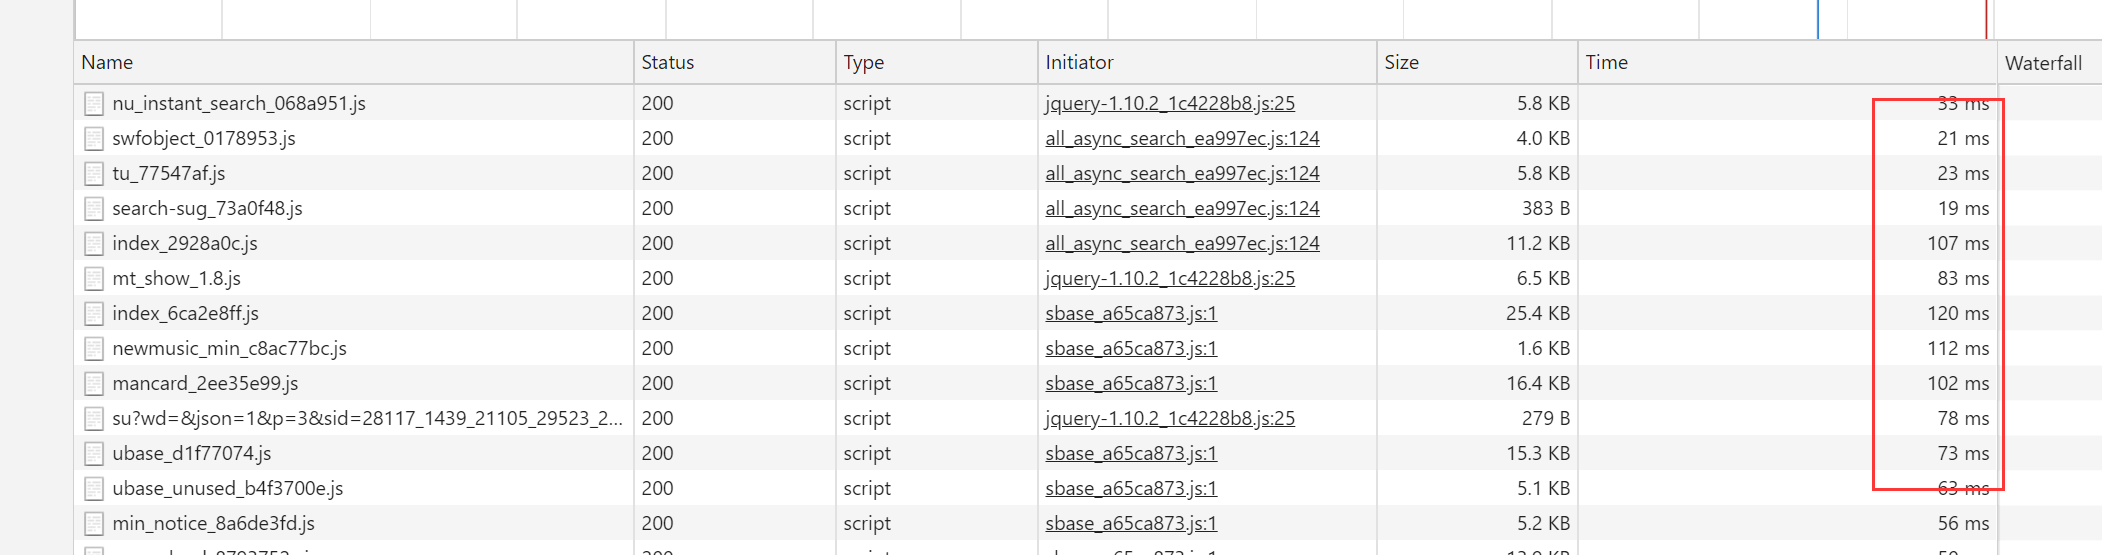 Name Status Type Initiator Size Time Waterfall
nu_instant_search_068a951.js 200 script jquery-1.10.2_1c4228b8.js:25 5.8 KB 33 ms
swfobject_0178953.js 200 script all_async_search_ea997ec.js:124 4.0 KB 21 ms
tu_77547af.js 200 script all_async_search_ea997ec.js:124 5.8 KB 23 ms
search-sug_73a0f48.js 200 script all_async_search_ea997ec.js:124 383 B 19 ms
index_2928a0c.js 200 script all_async_search_ea997ec.js:124 11.2 KB 107 ms
mt_show_1.8.js 200 script jquery-1.10.2_1c4228b8.js:25 6.5 KB 83 ms
index_6ca2e8ff.js 200 script sbase_a65ca873.js:1 25.4 KB 120 ms
newmusic_min_c8ac77bc.js 200 script sbase_a65ca873.js:1 1.6 KB 112 ms
mancard_2ee35e99.js 200 script sbase_a65ca873.js:1 16.4 KB 102 ms
su?wd=&json=1&p=3&sid=28117_1439_21105_29523_2... 200 script jquery-1.10.2_1c4228b8.js:25 279 B 78 ms
ubase_d1f77074.js 200 script sbase_a65ca873.js:1 15.3 KB 73 ms
ubase_unused_b4f3700e.js 200 script sbase_a65ca873.js:1 5.1 KB 63 ms
min_notice_8a6de3fd.js 200 script sbase_a65ca873.js:1 5.2 KB 56 ms